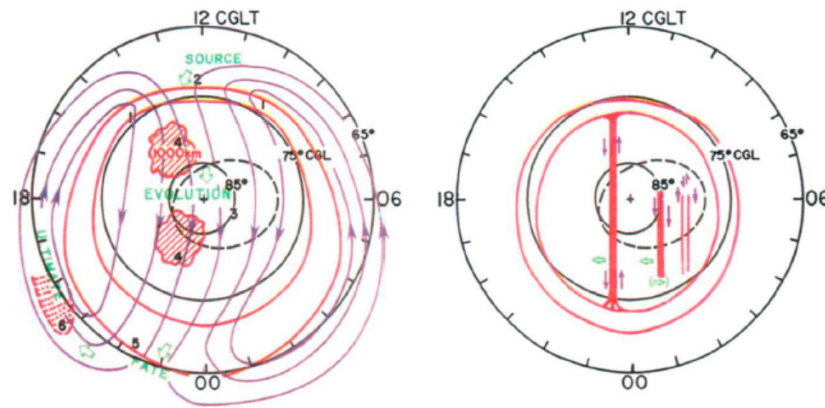 12 CGLT
SOURCE
2
1
1
65°
4
1000km
75° CGL
18
85°
06
EVOLUTION
3
4
ULTIMATE
6
5
FATE
00
12 CGLT
65°
75° CGL
18
85°
06
(⇒)
00